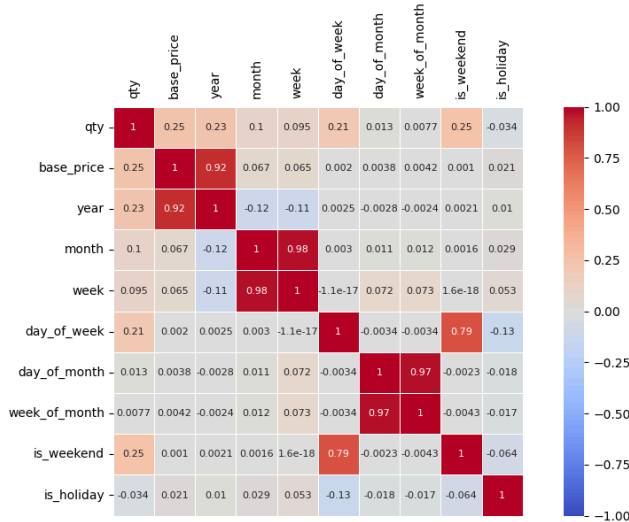 qty base_price year month week day_of_week day_of_month week_of_month is_weekend is_holiday
qty 1 0.25 0.23 0.1 0.095 0.21 0.013 0.0077 0.25 -0.034
base_price 0.25 1 0.92 0.067 0.065 0.002 0.0038 0.0042 0.001 0.021
year 0.23 0.92 1 -0.12 -0.11 0.0025 -0.0028 -0.0024 0.0021 0.01
month 0.1 0.067 -0.12 1 0.98 0.003 0.011 0.012 0.0016 0.029
week 0.095 0.065 -0.11 0.98 1 -1.1e-17 0.072 0.073 1.6e-18 0.053
day_of_week 0.21 0.002 0.0025 0.003 -1.1e-17 1 -0.0034 -0.0034 0.79 -0.13
day_of_month 0.013 0.0038 -0.0028 0.011 0.072 -0.0034 1 0.97 -0.0023 -0.018
week_of_month 0.0077 0.0042 -0.0024 0.012 0.073 -0.0034 0.97 1 -0.0043 -0.017
is_weekend 0.25 0.001 0.0021 0.0016 1.6e-18 0.79 -0.0023 -0.0043 1 -0.064
is_holiday -0.034 0.021 0.01 0.029 0.053 -0.13 -0.018 -0.017 -0.064 1
1.00
0.75
0.50
0.25
0.00
−0.25
−0.50
−0.75
−1.00